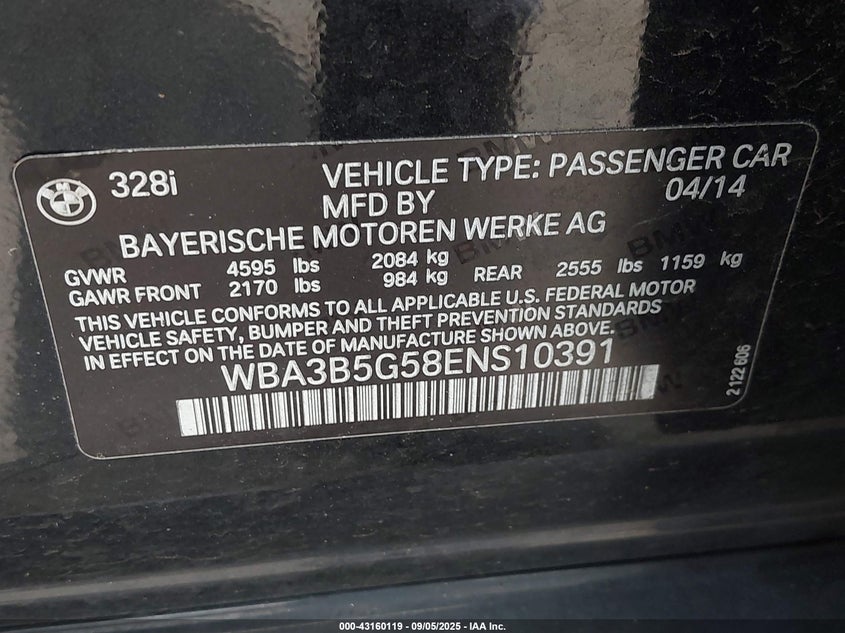 BMW
328i
VEHICLE TYPE: PASSENGER CAR
MFD BY 04/14
BAYERISCHE MOTOREN WERKE AG
GVWR 4595 lbs 2084 kg
GAWR FRONT 2170 lbs 984 kg REAR 2555 lbs 1159 kg
THIS VEHICLE CONFORMS TO ALL APPLICABLE U.S. FEDERAL MOTOR
VEHICLE SAFETY, BUMPER AND THEFT PREVENTION STANDARDS
IN EFFECT ON THE DATE OF MANUFACTURE SHOWN ABOVE.
WBA3B5G58ENS10391
2122 606
000-43160119 - 09/05/2025 - IAA Inc.